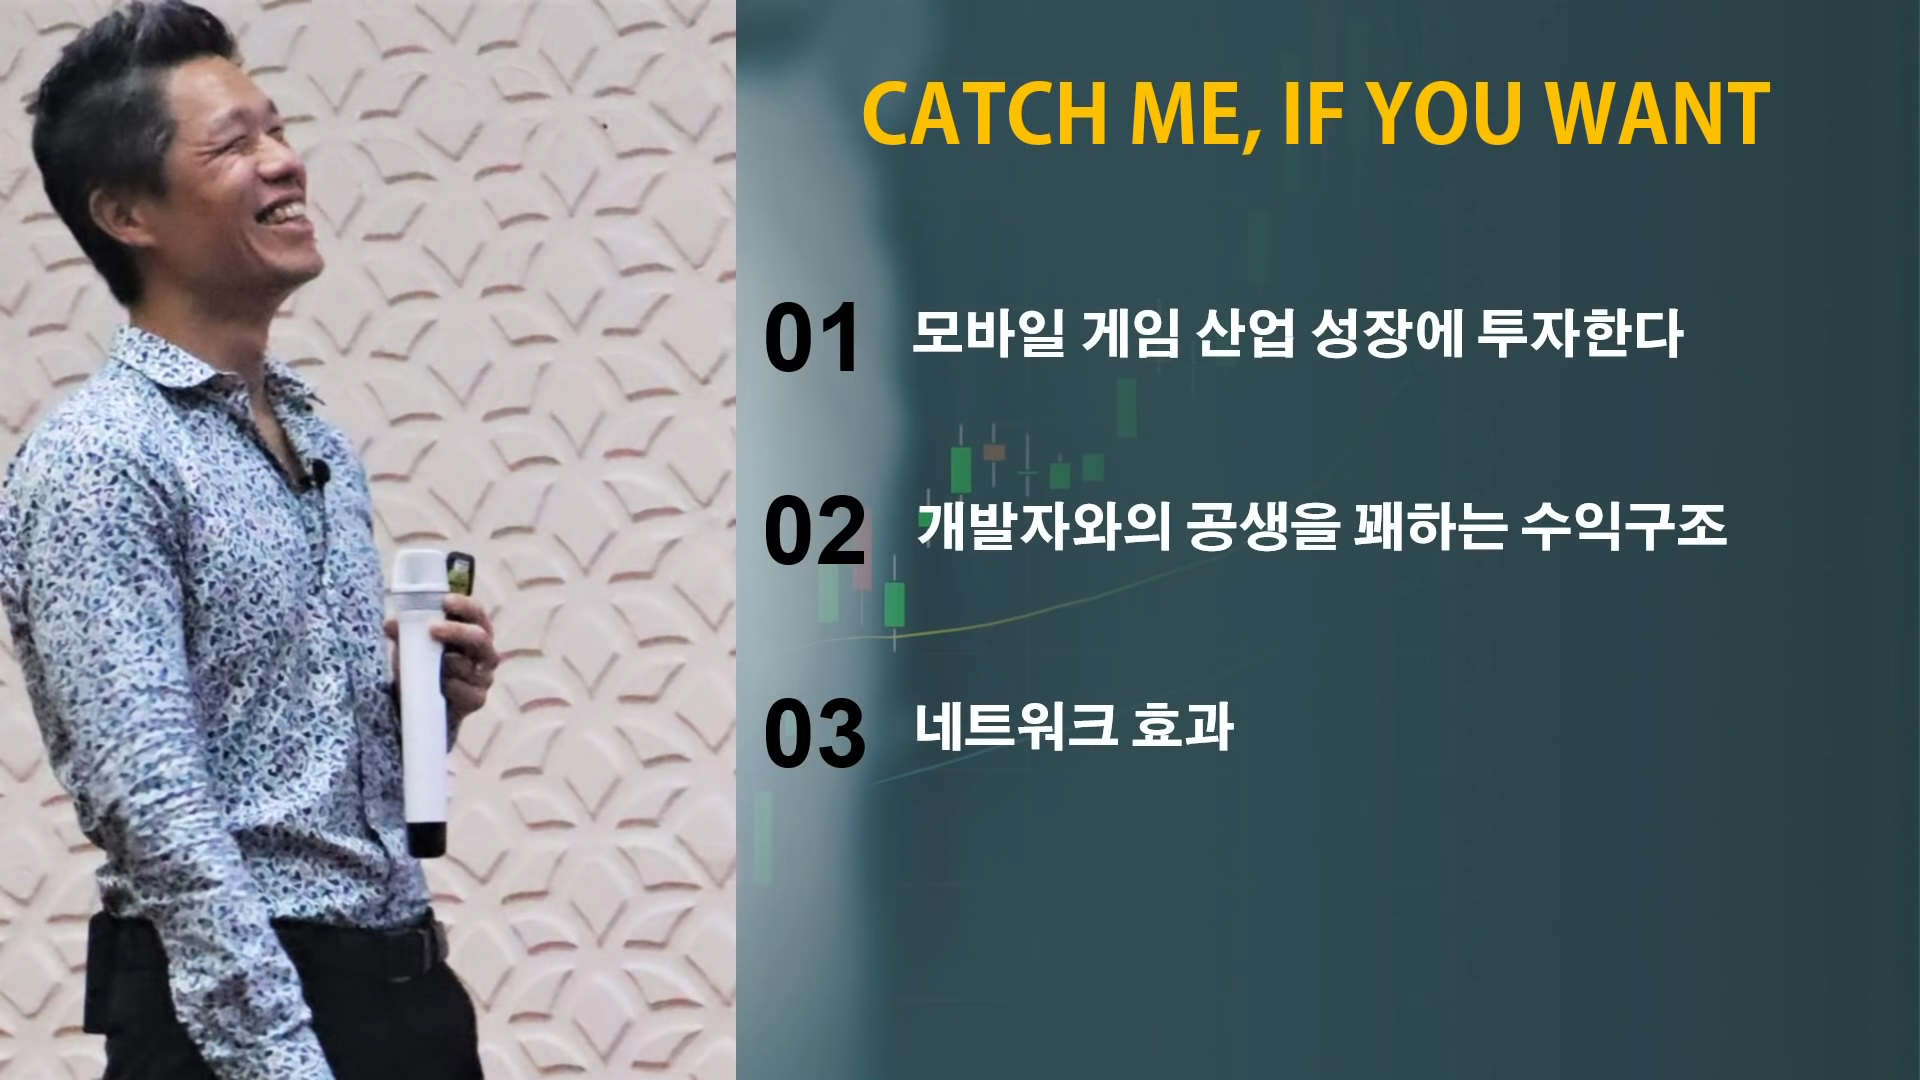 CATCH ME, IF YOU WANT
01 모바일 게임 산업 성장에 투자한다
02 개발자와의 공생을 꽤하는 수익구조
03 네트워크 효과